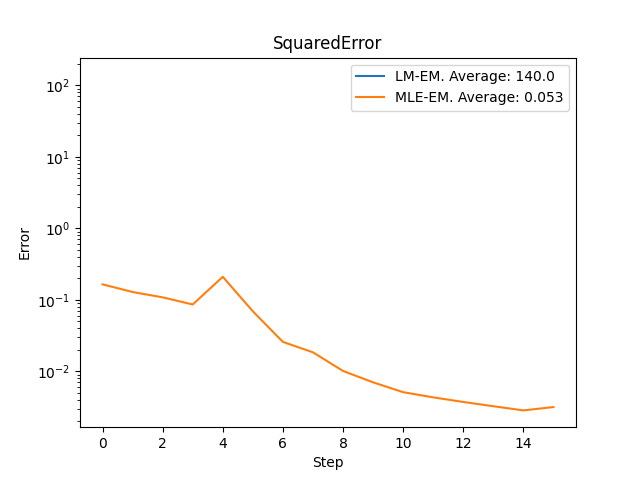 SquaredError
LM-EM. Average: 140.0
MLE-EM. Average: 0.053
10²
10¹
10⁰
10⁻¹
10⁻²
Error
0 2 4 6 8 10 12 14
Step